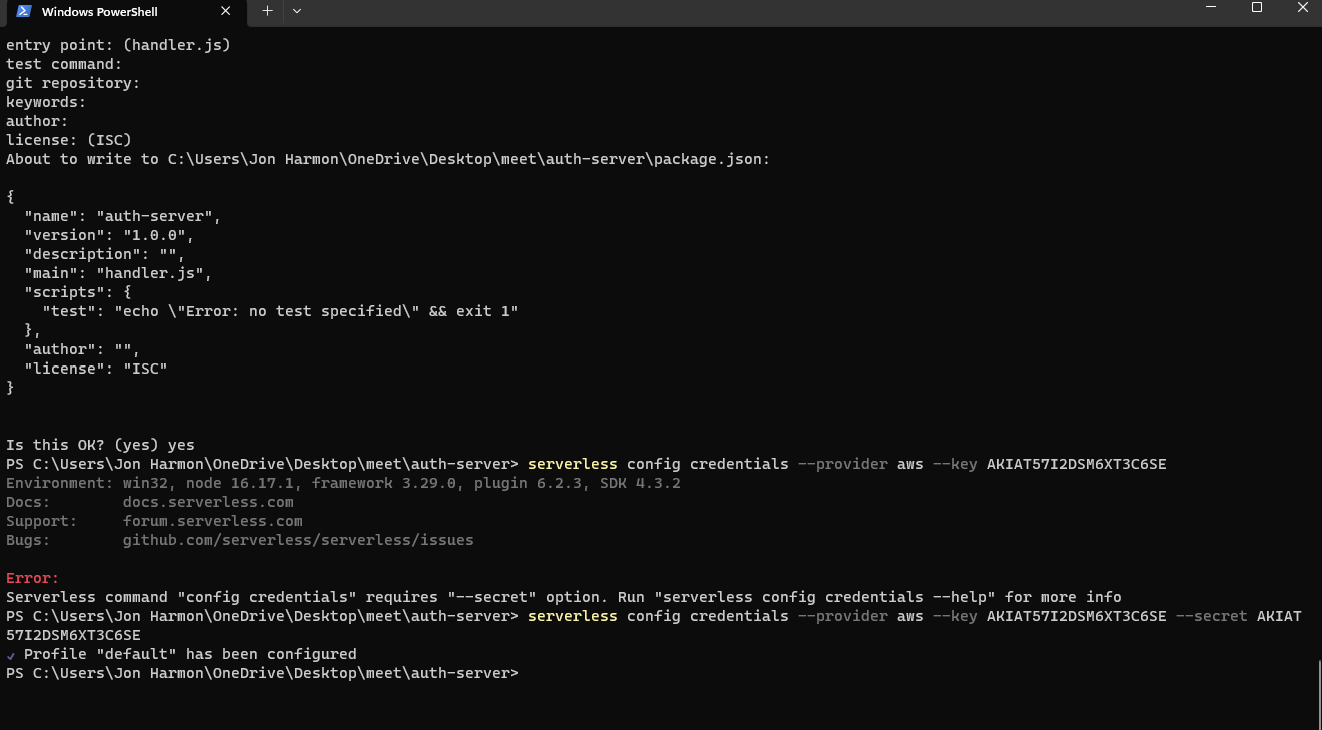 Windows PowerShell
entry point: (handler.js)
test command:
git repository:
keywords:
author:
license: (ISC)
About to write to C:\Users\Jon Harmon\OneDrive\Desktop\meet\auth-server\package.json:
{
  "name": "auth-server",
  "version": "1.0.0",
  "description": "",
  "main": "handler.js",
  "scripts": {
    "test": "echo \"Error: no test specified\" && exit 1"
  },
  "author": "",
  "license": "ISC"
}
Is this OK? (yes) yes
PS C:\Users\Jon Harmon\OneDrive\Desktop\meet\auth-server> serverless config credentials --provider aws --key AKIAT57I2DSM6XT3C6SE
Environment: win32, node 16.17.1, framework 3.29.0, plugin 6.2.3, SDK 4.3.2
Docs:        docs.serverless.com
Support:     forum.serverless.com
Bugs:        github.com/serverless/serverless/issues
Error:
Serverless command "config credentials" requires "--secret" option. Run "serverless config credentials --help" for more info
PS C:\Users\Jon Harmon\OneDrive\Desktop\meet\auth-server> serverless config credentials --provider aws --key AKIAT57I2DSM6XT3C6SE --secret AKIAT
57I2DSM6XT3C6SE
✓ Profile "default" has been configured
PS C:\Users\Jon Harmon\OneDrive\Desktop\meet\auth-server>